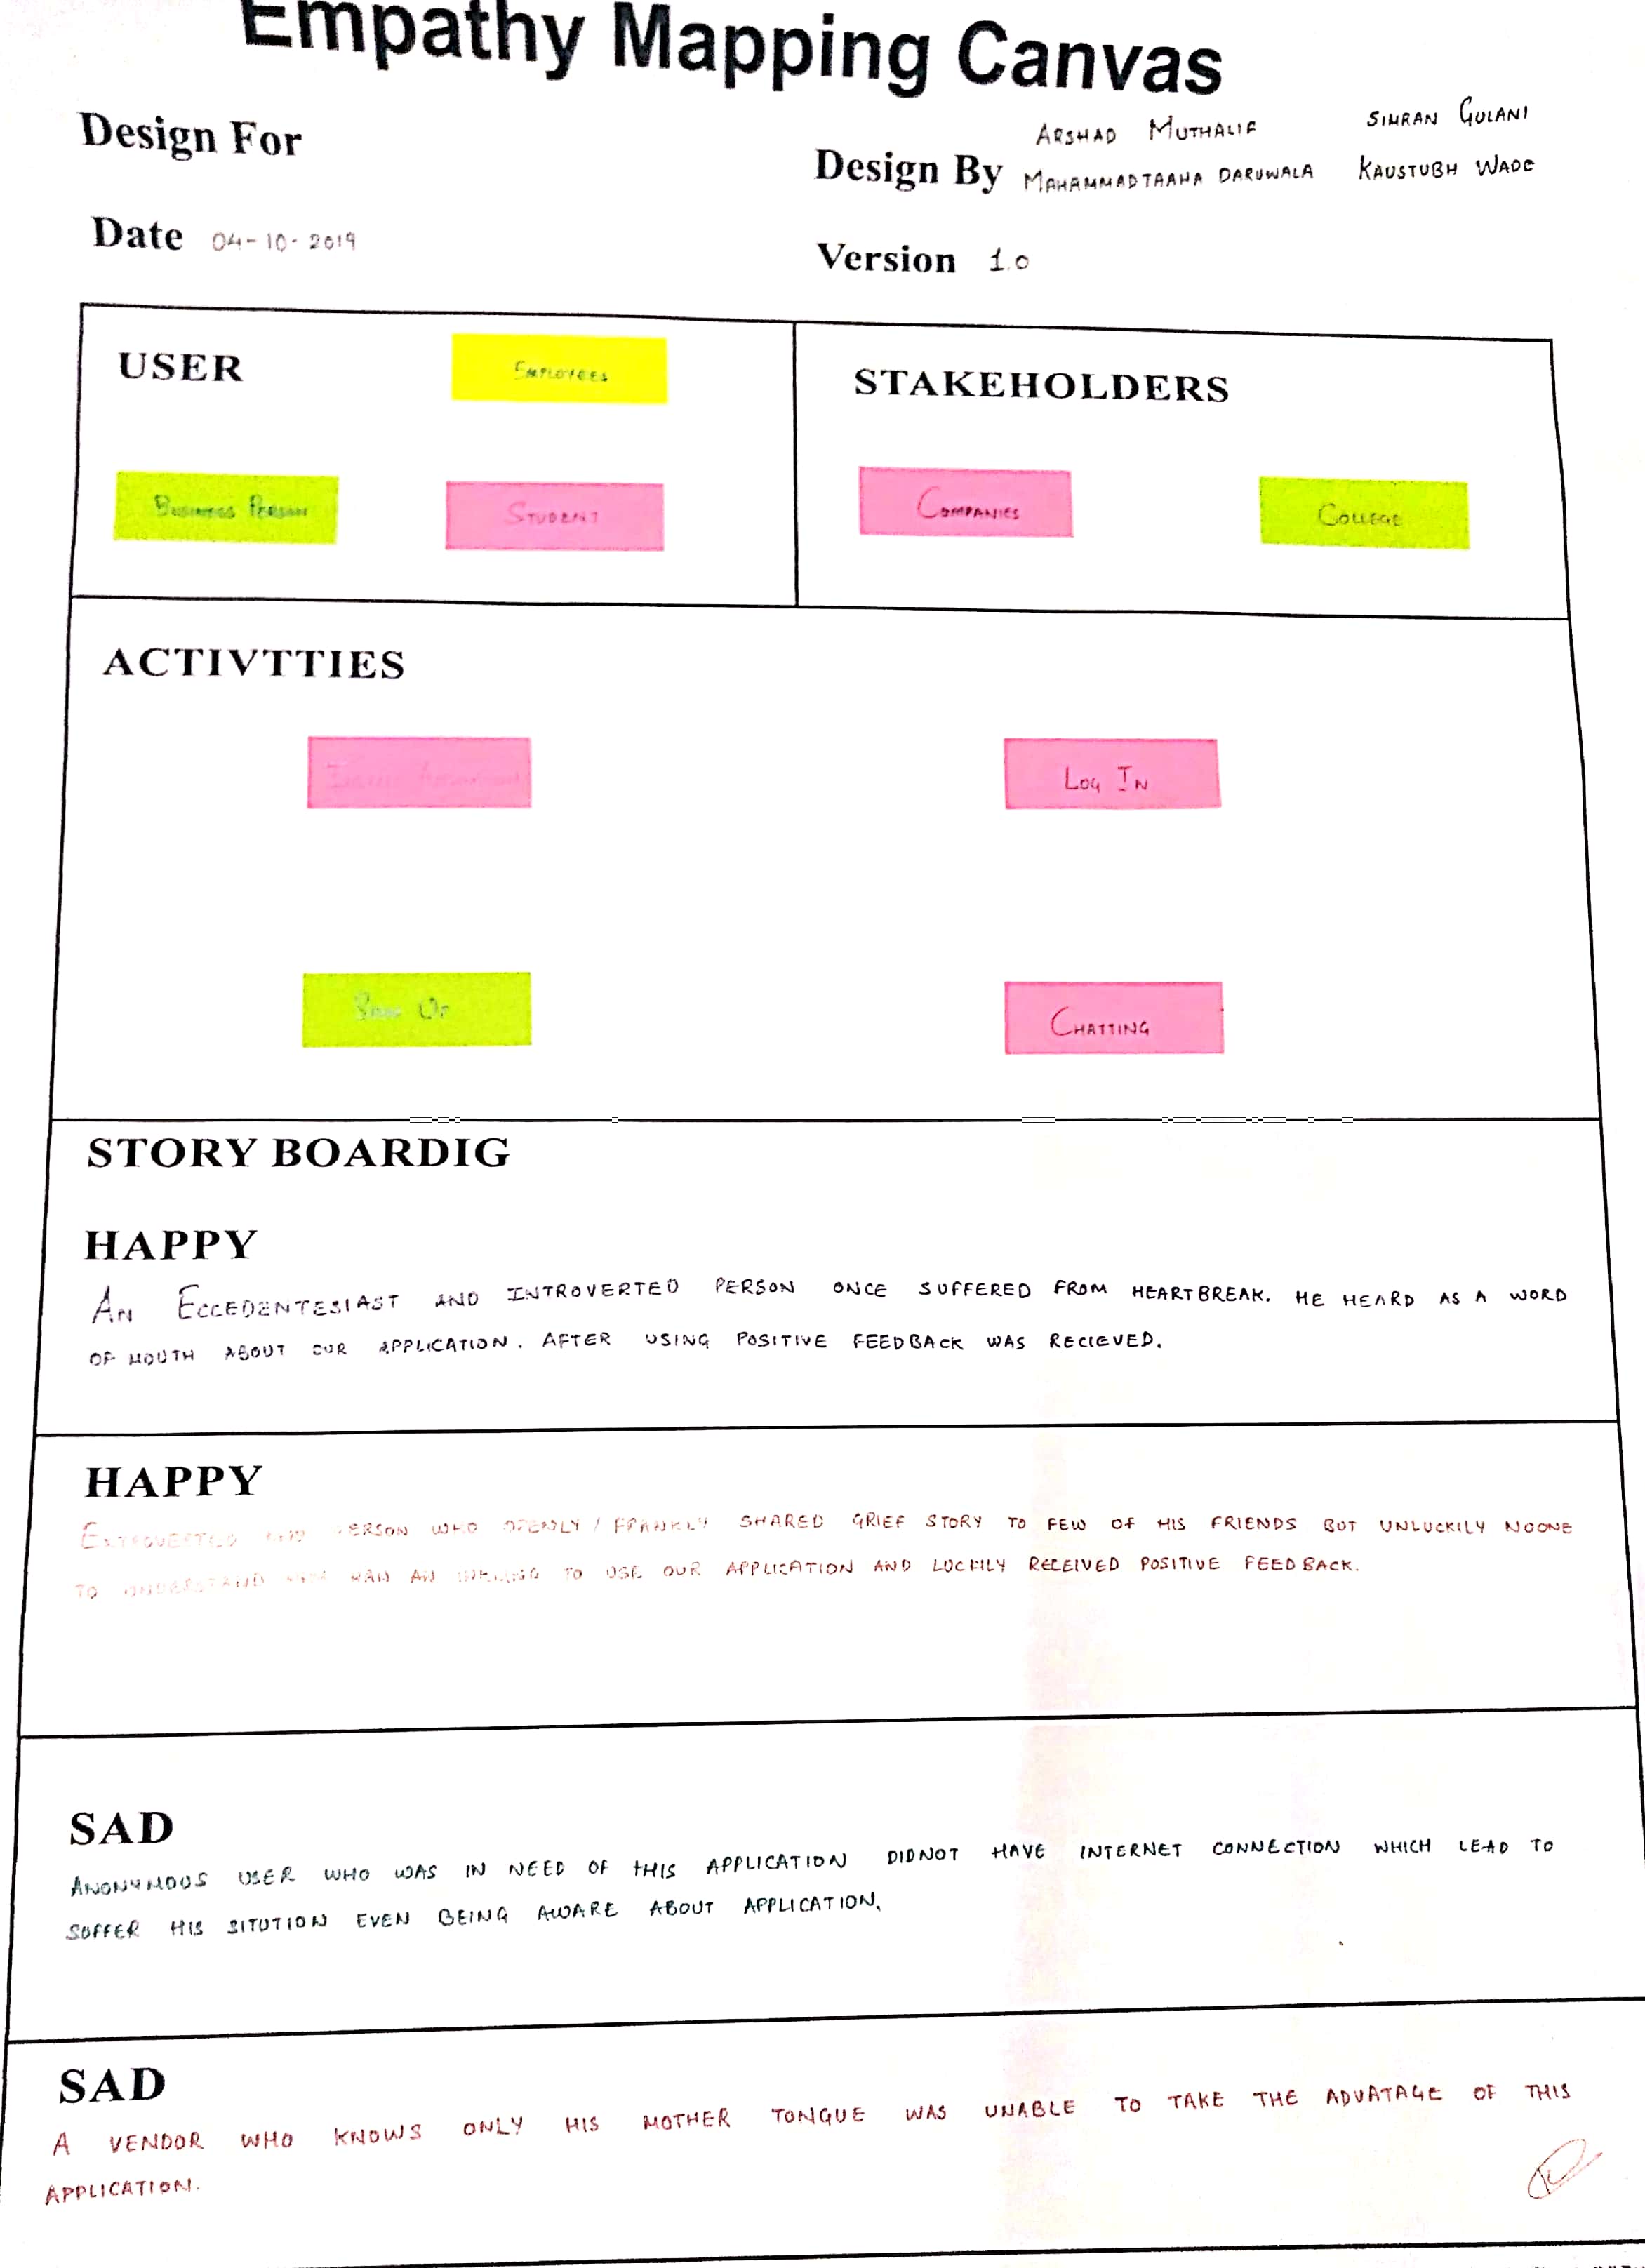 Empathy Mapping Canvas
Design For
Design By ARSHAD MUTHALIF SIMRAN GULANI
MAHAMMADTAAHA DARUWALA KAUSTUBH WADE
Date 04-10-2019
Version 1.0
USER
EMPLOYEES
BUSINESS PERSON
STUDENT
STAKEHOLDERS
COMPANIES
COLLEGE
ACTIVTTIES
LOG IN
SIGN UP
CHATTING
STORY BOARDIG
HAPPY
AN ECCEDENTESIAST AND INTROVERTED PERSON ONCE SUFFERED FROM HEARTBREAK. HE HEARD AS A WORD
OF MOUTH ABOUT OUR APPLICATION. AFTER USING POSITIVE FEEDBACK WAS RECIEVED.
HAPPY
EXTROVERTED PERSON WHO OPENLY / FRANKLY SHARED GRIEF STORY TO FEW OF HIS FRIENDS BUT UNLUCKILY NOONE
TO UNDERSTAND HAD AN INKLING TO USE OUR APPLICATION AND LUCKILY RECEIVED POSITIVE FEEDBACK.
SAD
ANONYMOUS USER WHO WAS IN NEED OF THIS APPLICATION DIDNOT HAVE INTERNET CONNECTION WHICH LEAD TO
SUFFER HIS SITUTION EVEN BEING AWARE ABOUT APPLICATION.
SAD
A VENDOR WHO KNOWS ONLY HIS MOTHER TONGUE WAS UNABLE TO TAKE THE ADVATAGE OF THIS
APPLICATION.